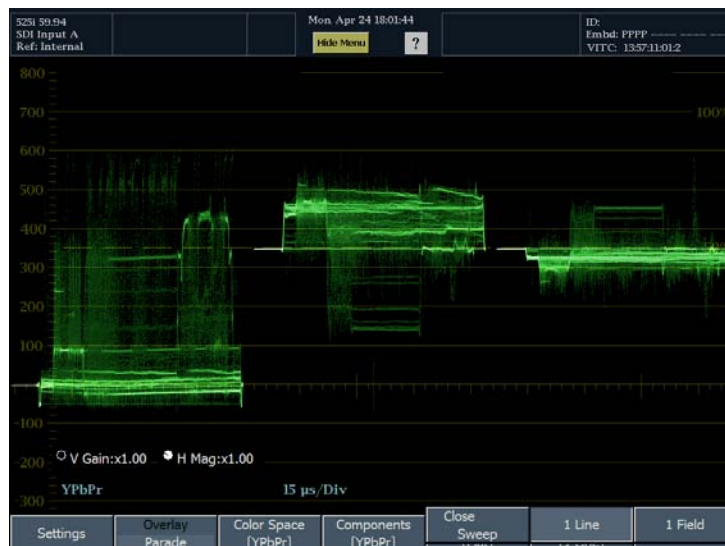 525i 59.94
SDI Input A
Ref: Internal
Mon, Apr 24 18:01:44
Hide Menu
?
ID:
Embd: PPPP ---- ---- ---
VITC: 13:57:11:01:2
800
700
100%
600
500
400
300
200
100
-100
-200
V Gain:x1.00
H Mag:x1.00
-300
YPbPr
15 µs/Div
Settings
Overlay
Parade
Color Space
[YPbPr]
Components
[YPbPr]
Close
Sweep
1 Line
1 Field